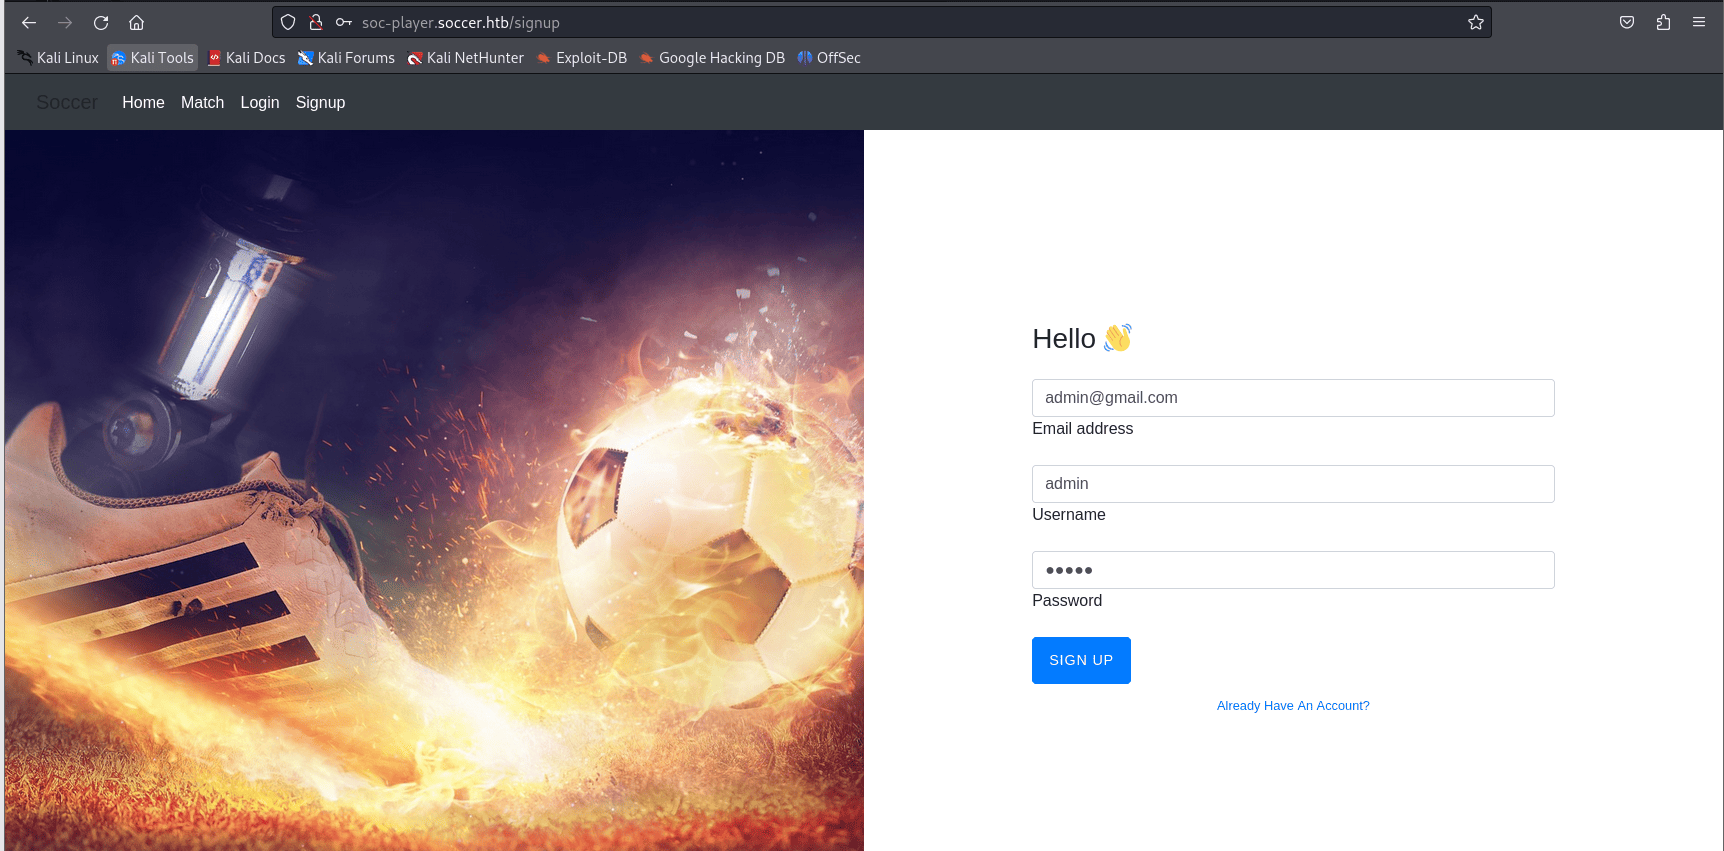 soc-player.soccer.htb/signup
Kali Linux Kali Tools Kali Docs Kali Forums Kali NetHunter Exploit-DB Google Hacking DB OffSec
Soccer Home Match Login Signup
Hello 👋
admin@gmail.com
Email address
admin
Username
●●●●●
Password
SIGN UP
Already Have An Account?